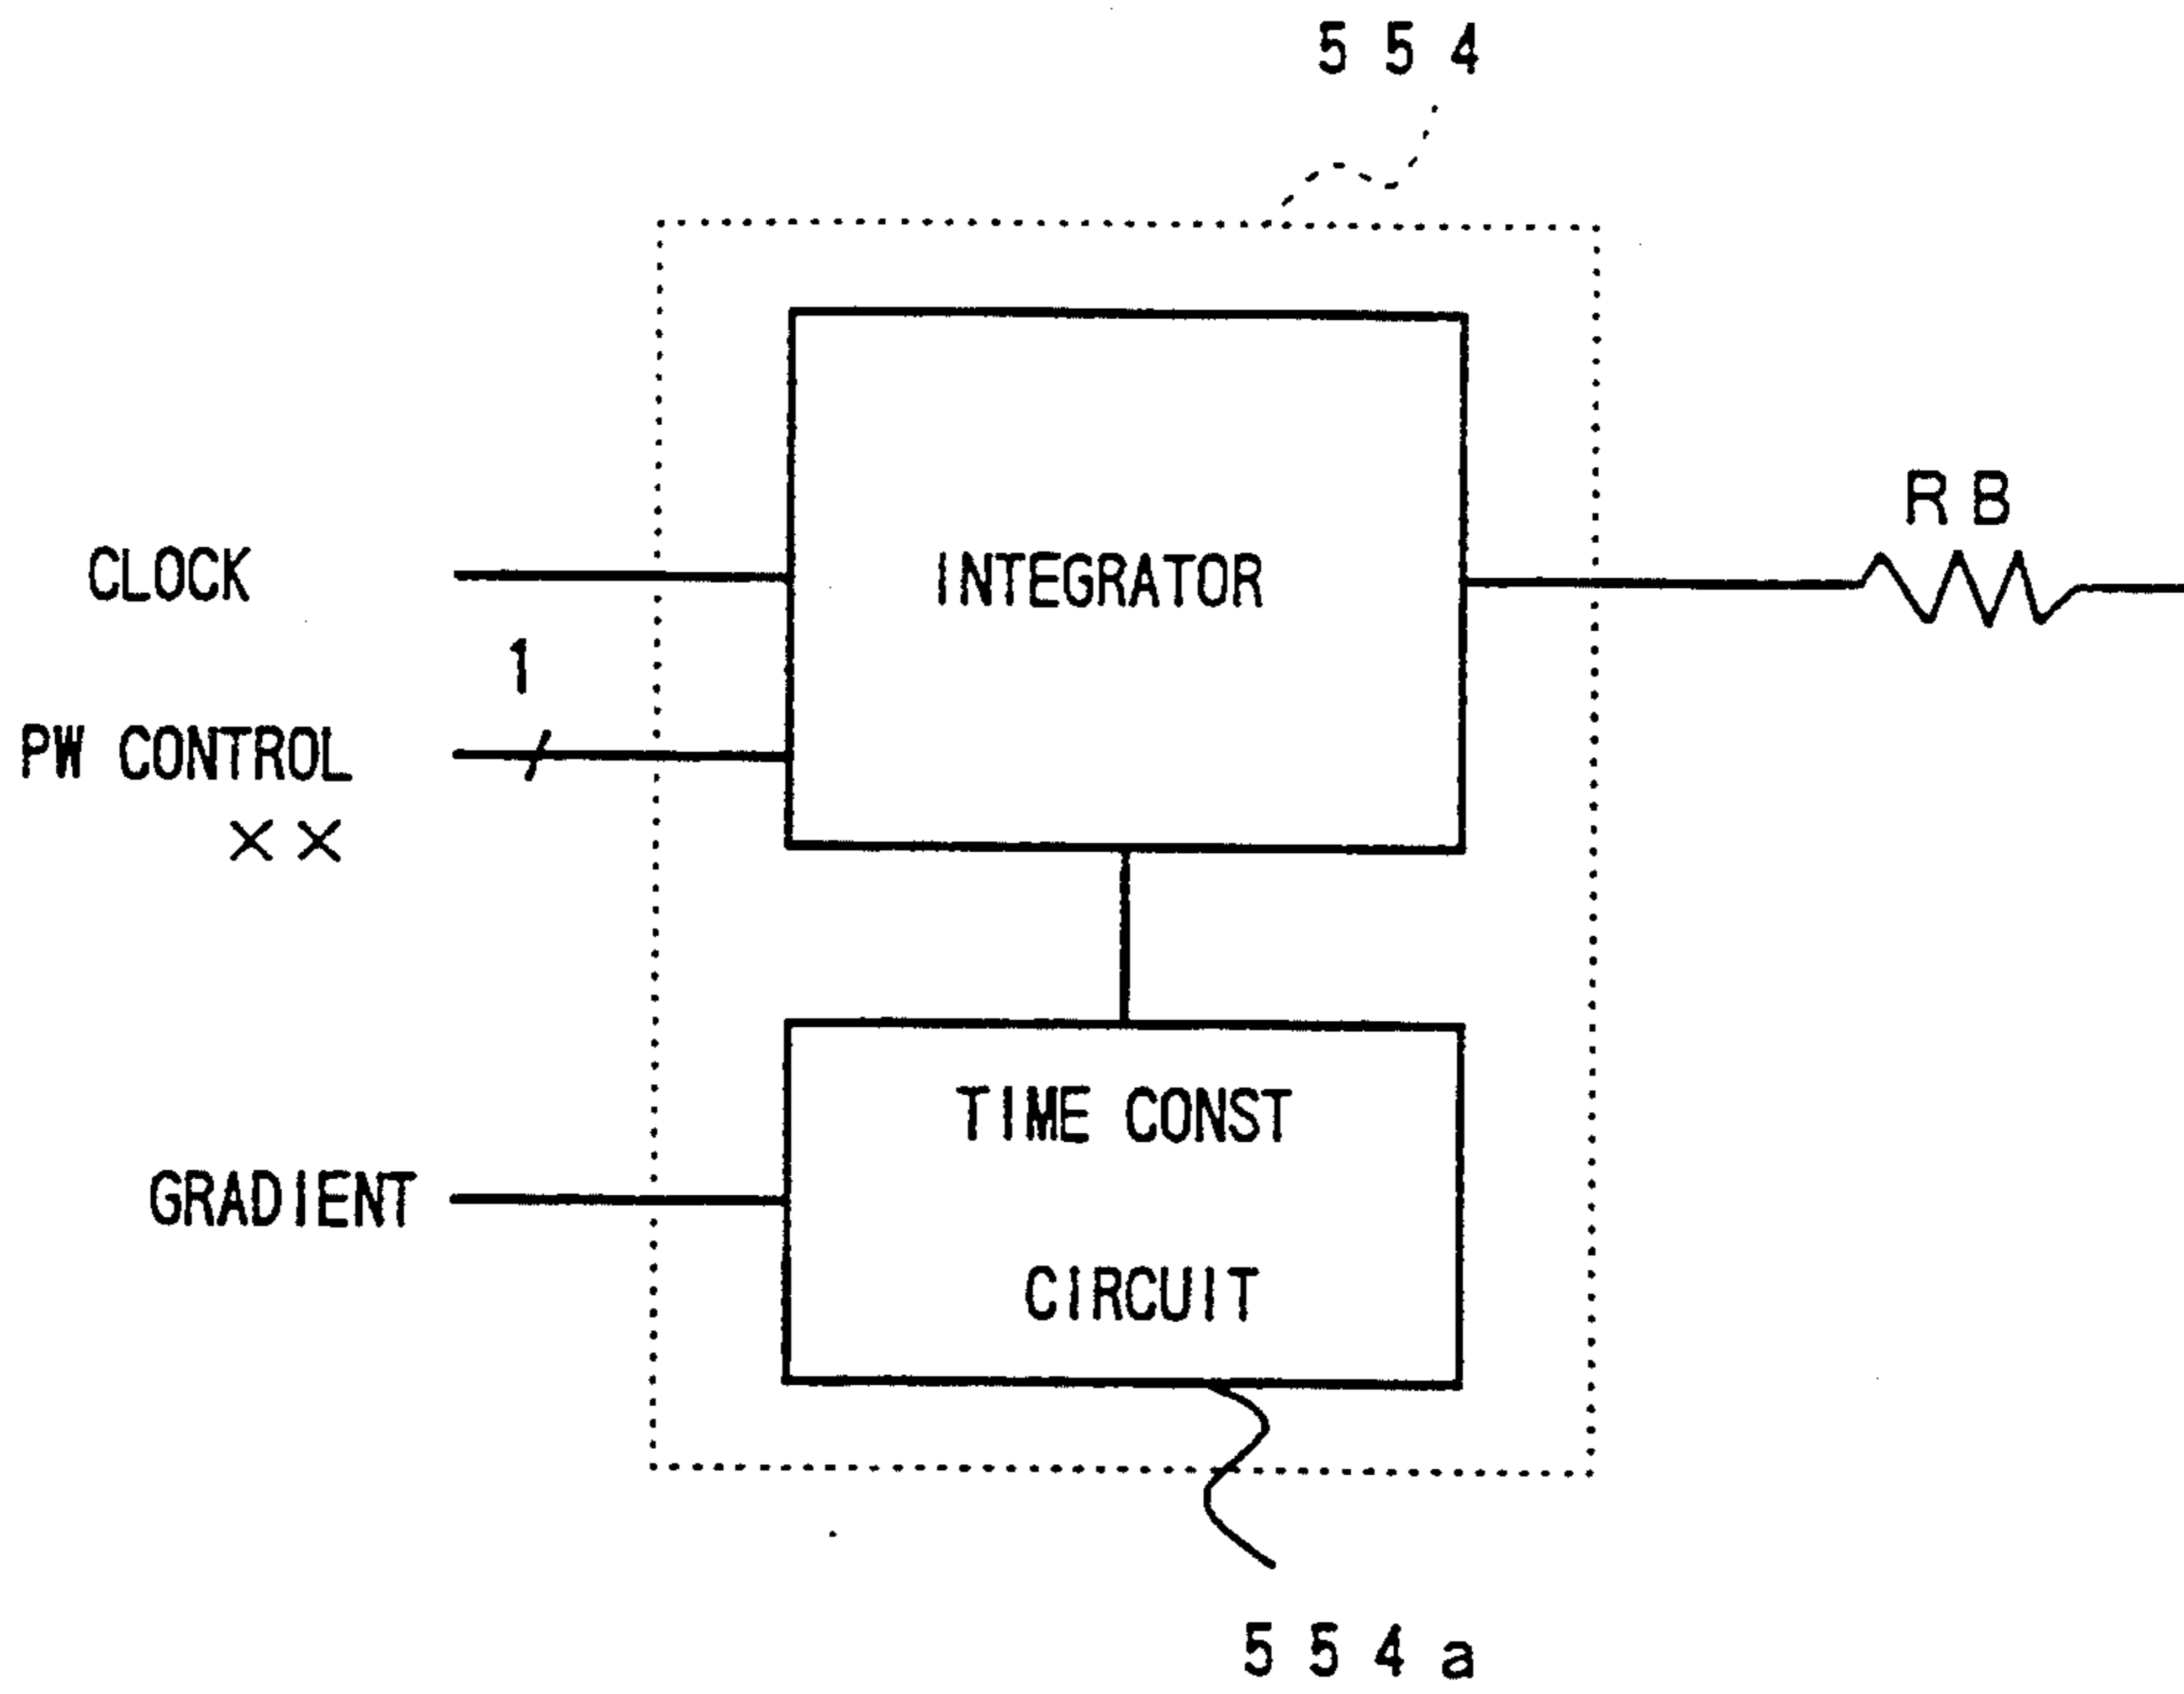 5 5 4
R B
CLOCK
INTEGRATOR
1
PW CONTROL
××
TIME CONST
GRADIENT
CIRCUIT
5 5 4 a